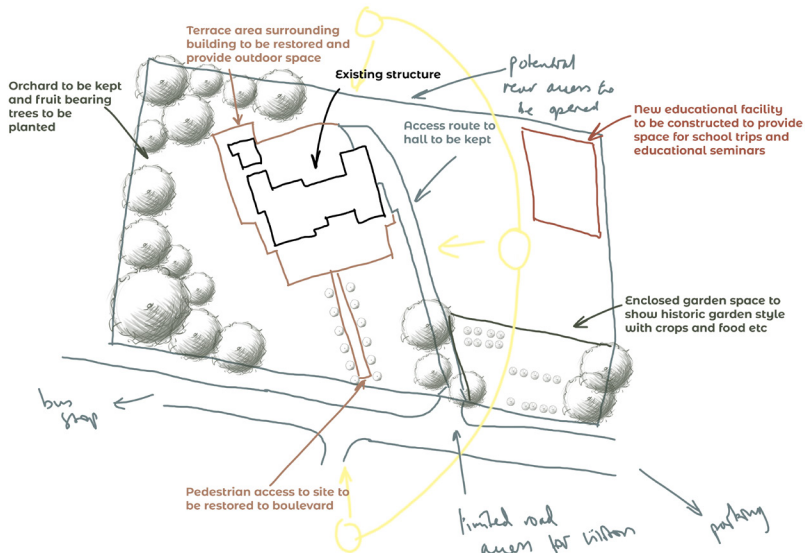 Terrace area surrounding
building to be restored and
provide outdoor space
Existing structure
potential
rear access to
be opened
Orchard to be kept
and fruit bearing
trees to be
planted
Access route to
hall to be kept
New educational facility
to be constructed to provide
space for school trips and
educational seminars
Enclosed garden space to
show historic garden style
with crops and food etc
bus
stop
Pedestrian access to site to
be restored to boulevard
limited road
access for visitors
parking